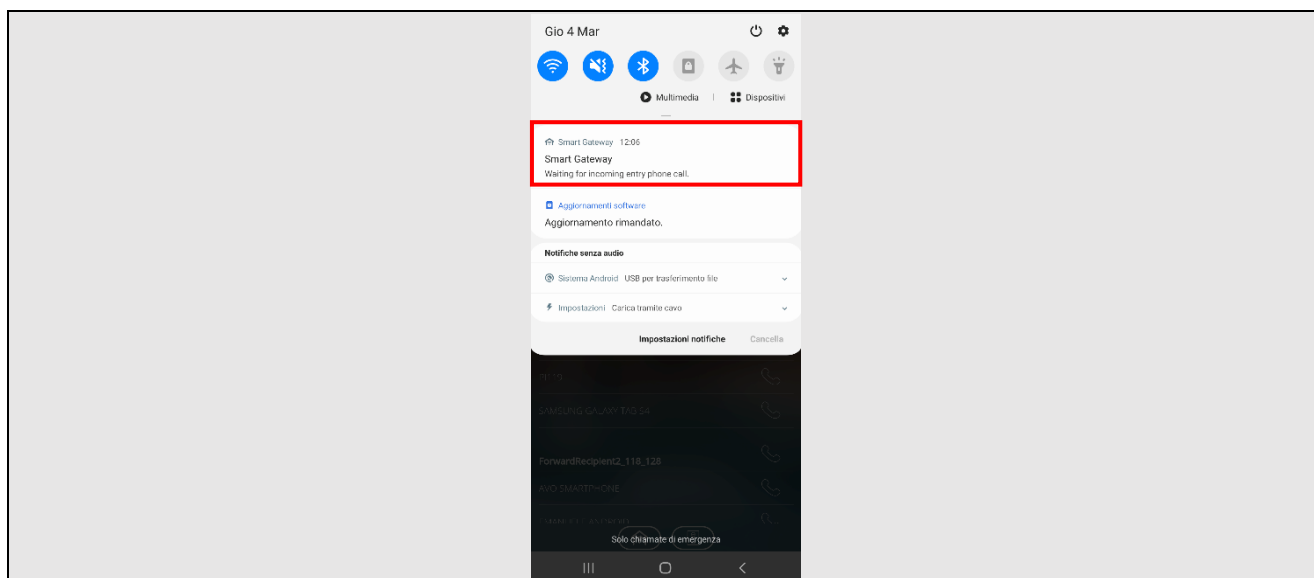 Gio 4 Mar
Multimedia | Dispositivi
Smart Gateway 12:06
Smart Gateway
Waiting for incoming entry phone call.
Aggiornamenti software
Aggiornamento rimandato.
Notifiche senza audio
Sistema Android USB per trasferimento file
Impostazioni Carica tramite cavo
Impostazioni notifiche Cancella
SAMSUNG GALAXY TAB S4
ForwardRecipient2_118_128
AVO SMARTPHONE
Solo chiamate di emergenza